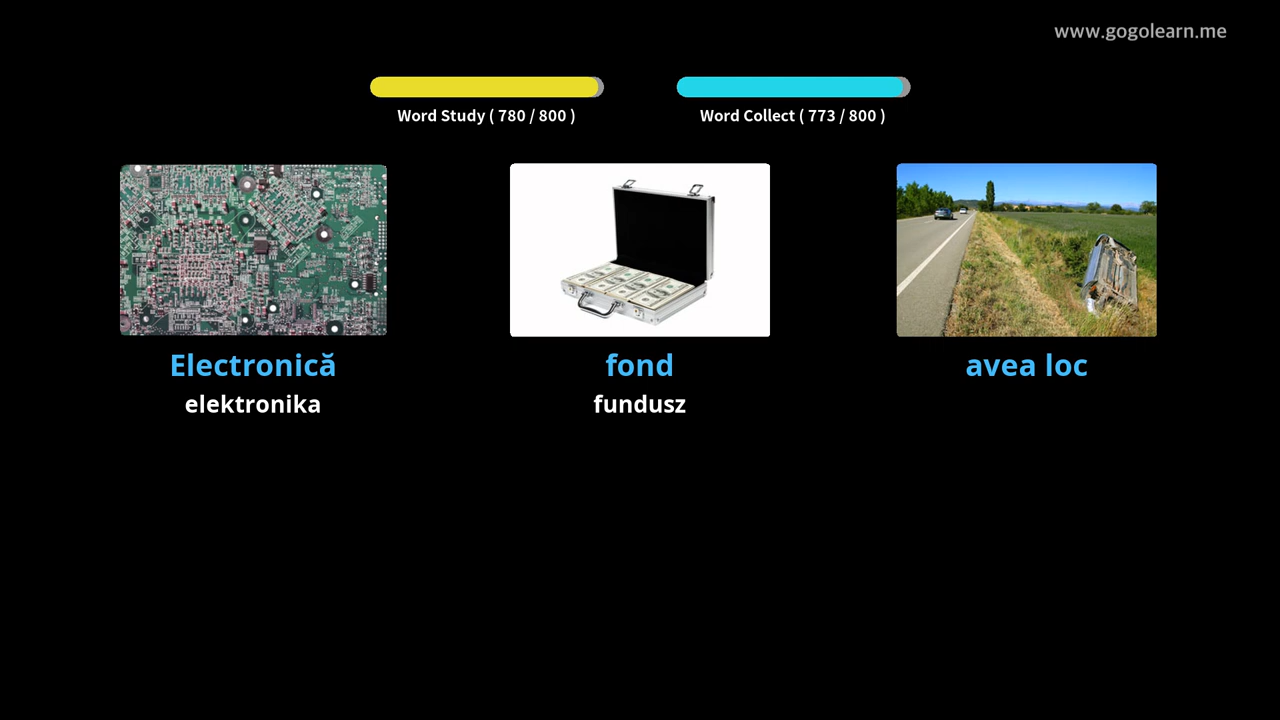 www.gogolearn.me
Word Study ( 780 / 800 )
Word Collect ( 773 / 800 )
Electronică
elektronika
fond
fundusz
avea loc